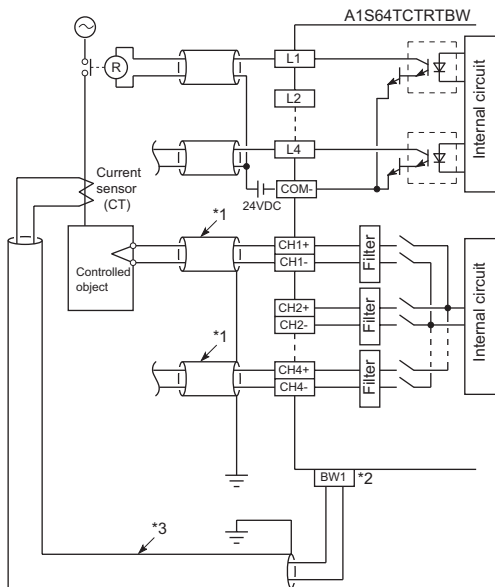 A1S64TCTRTBW
L1
R
L2
Internal circuit
L4
Current
sensor
(CT)
COM-
24VDC
*1
CH1+
CH1-
Filter
Controlled
object
CH2+
CH2-
Filter
Internal circuit
*1
CH4+
CH4-
Filter
BW1
*2
*3